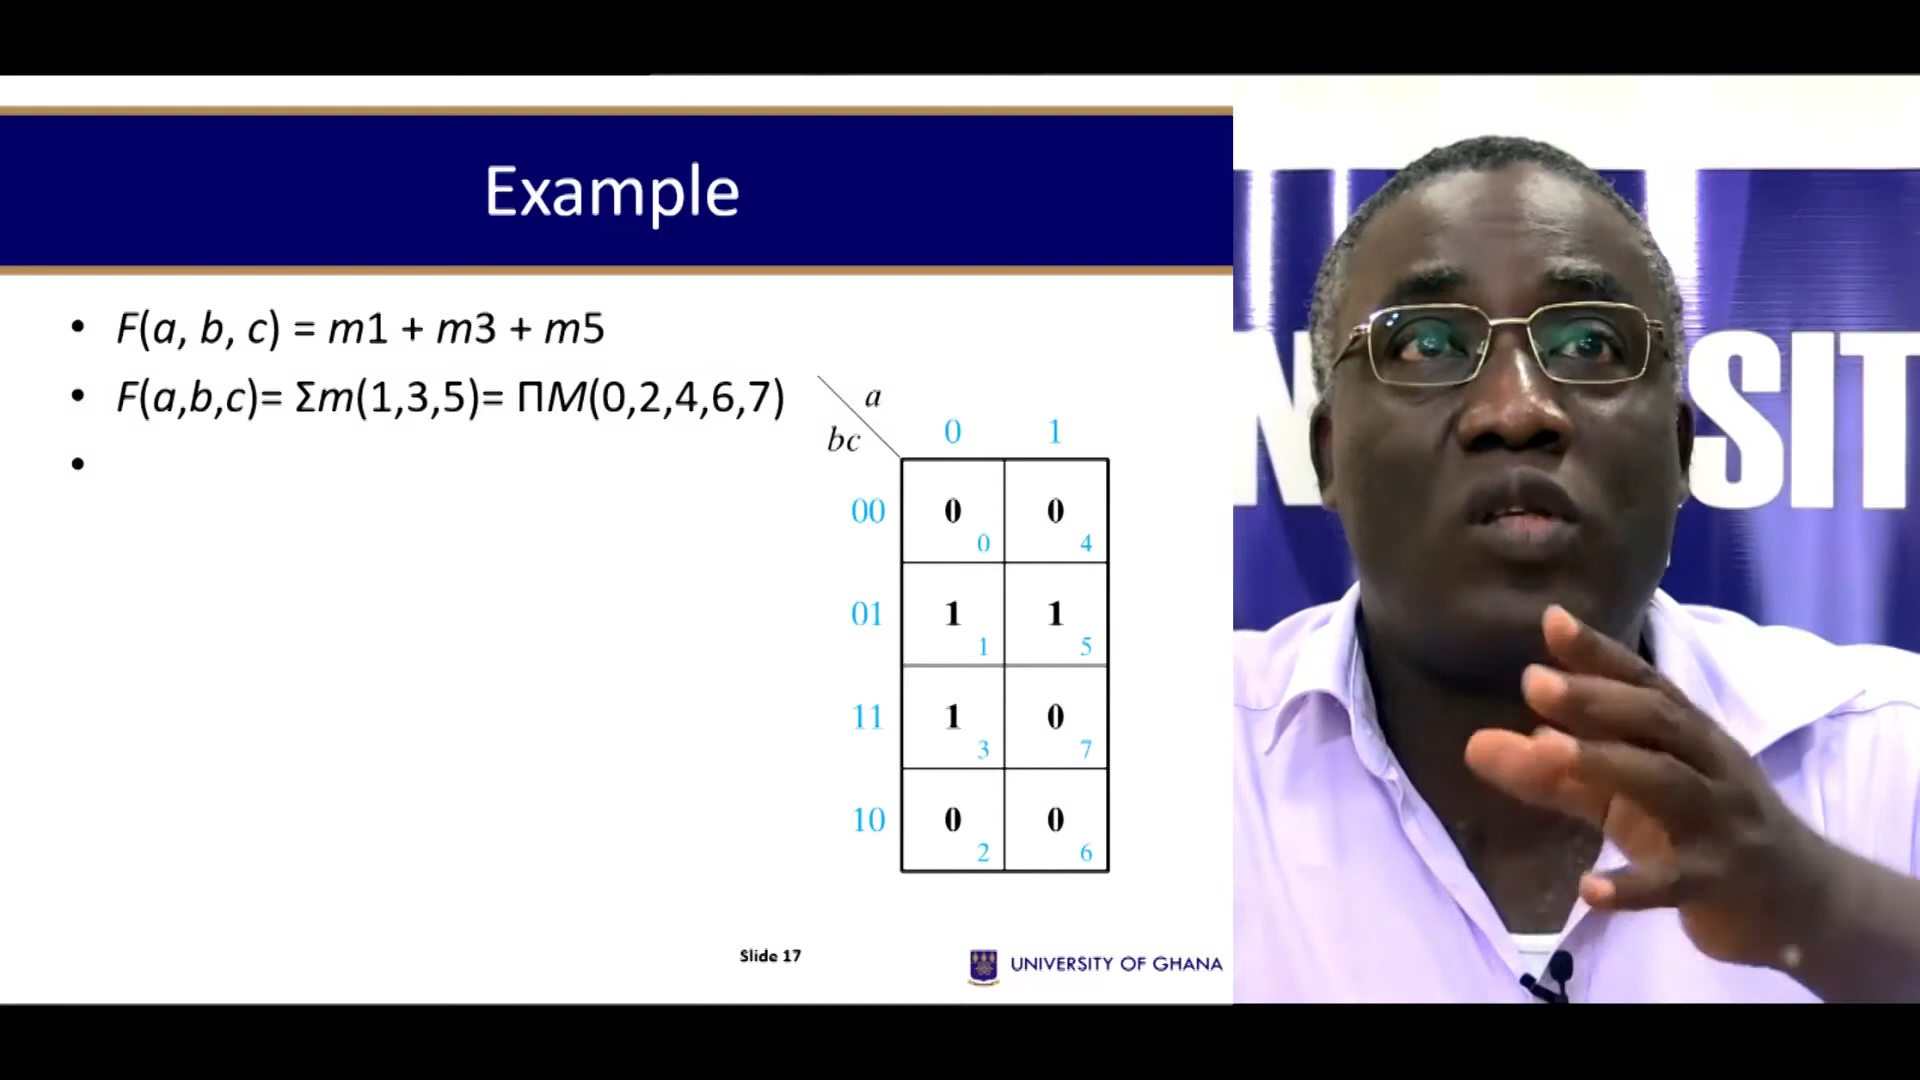 Example
• F(a, b, c) = m1 + m3 + m5
• F(a,b,c)= Σm(1,3,5)= ΠM(0,2,4,6,7)
•
a
bc
0 1
00 0 0 0 4
01 1 1 1 5
11 1 3 0 7
10 0 2 0 6
Slide 17
UNIVERSITY OF GHANA
N SIT